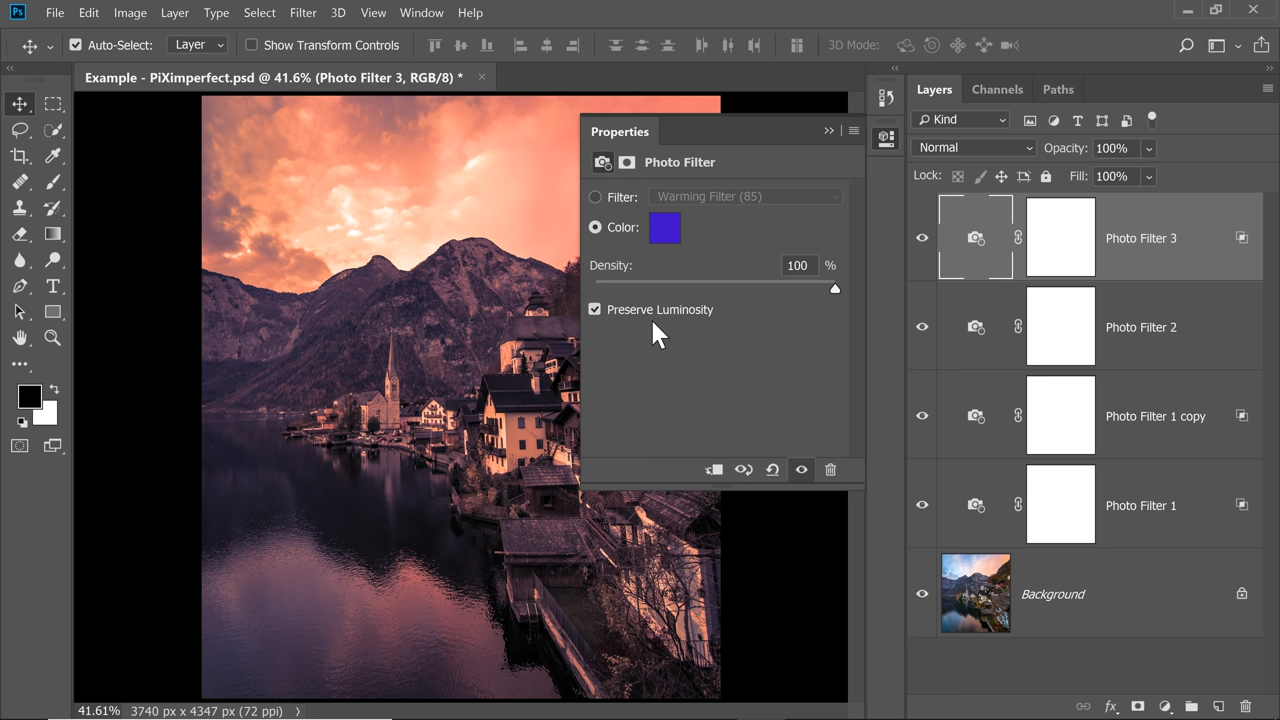 Ps File Edit Image Layer Type Select Filter 3D View Window Help
Auto-Select: Layer Show Transform Controls 3D Mode:
Example - PiXimperfect.psd @ 41.6% (Photo Filter 3, RGB/8) *
Properties
Photo Filter
Filter: Warming Filter (85)
Color:
Density: 100 %
Preserve Luminosity
Layers Channels Paths
Kind
Normal Opacity: 100%
Lock: Fill: 100%
Photo Filter 3
Photo Filter 2
Photo Filter 1 copy
Photo Filter 1
Background
fx
41.61% 3740 px x 4347 px (72 ppi)